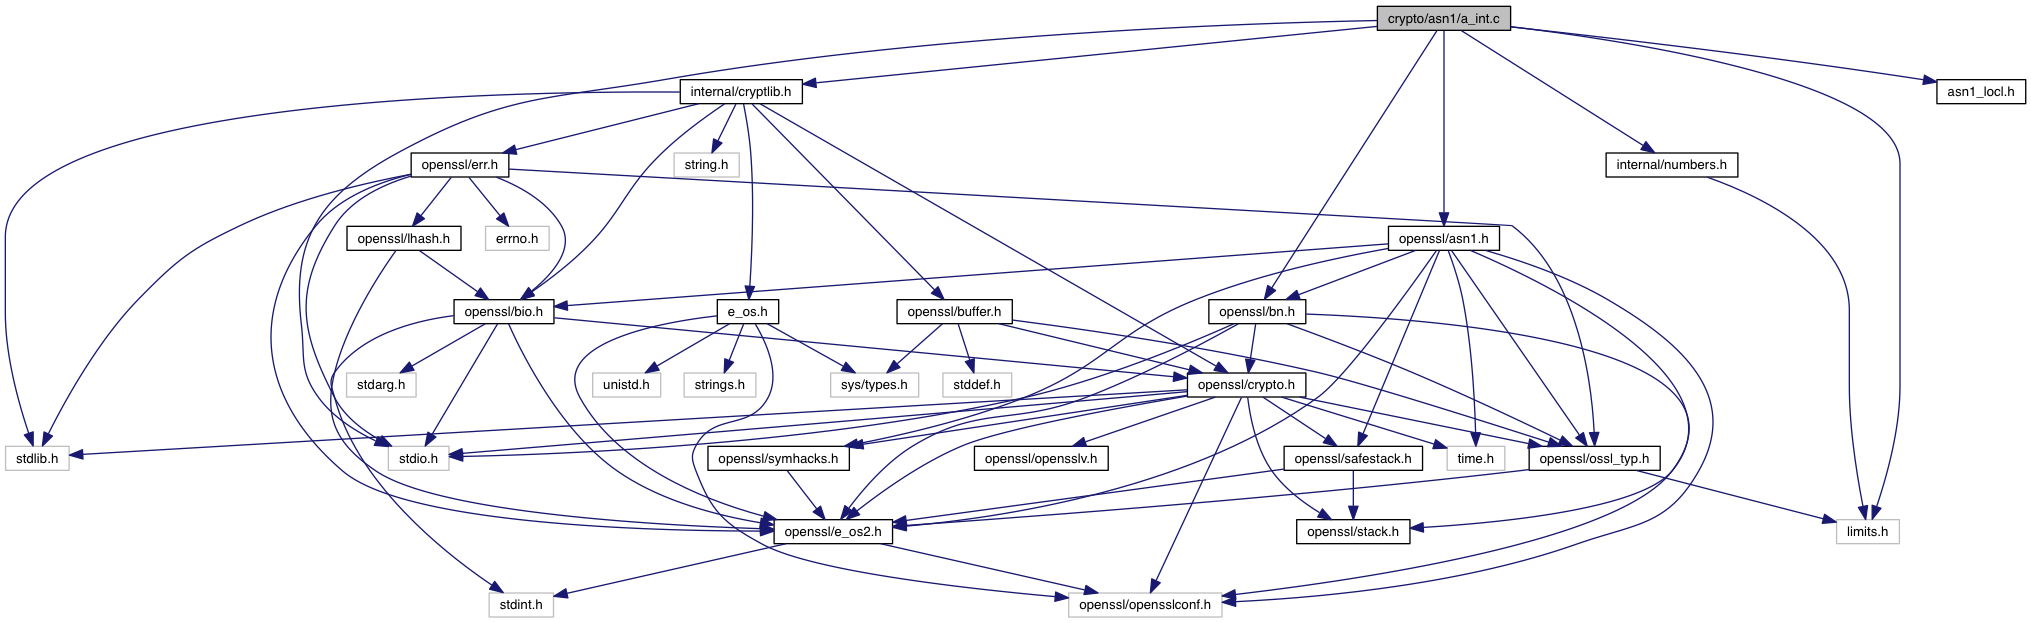 crypto/asn1/a_int.c
internal/cryptlib.h
asn1_locl.h
openssl/err.h
string.h
internal/numbers.h
openssl/lhash.h
errno.h
openssl/asn1.h
openssl/bio.h
e_os.h
openssl/buffer.h
openssl/bn.h
stdarg.h
unistd.h
strings.h
sys/types.h
stddef.h
openssl/crypto.h
stdlib.h
stdio.h
openssl/symhacks.h
openssl/opensslv.h
openssl/safestack.h
time.h
openssl/ossl_typ.h
openssl/e_os2.h
openssl/stack.h
limits.h
stdint.h
openssl/opensslconf.h